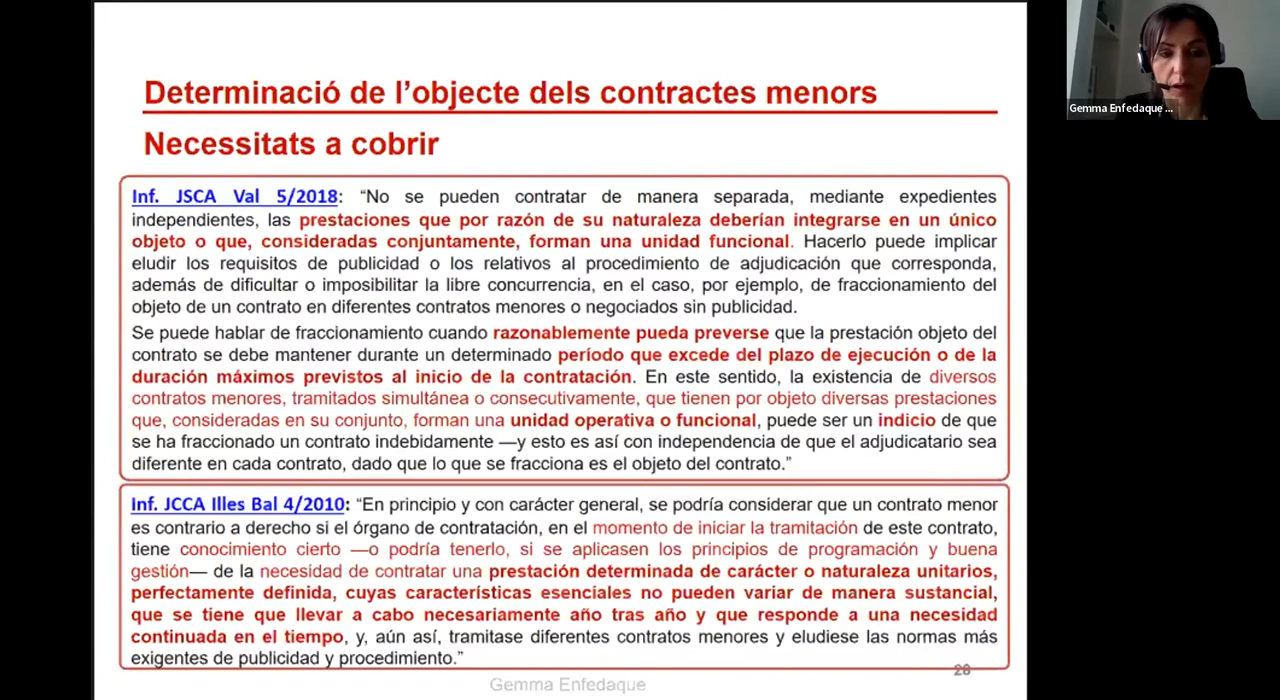 Determinació de l’objecte dels contractes menors
Necessitats a cobrir
Inf. JSCA Val 5/2018: “No se pueden contratar de manera separada, mediante expedientes
independientes, las prestaciones que por razón de su naturaleza deberían integrarse en un único
objeto o que, consideradas conjuntamente, forman una unidad funcional. Hacerlo puede implicar
eludir los requisitos de publicidad o los relativos al procedimiento de adjudicación que corresponda,
además de dificultar o imposibilitar la libre concurrencia, en el caso, por ejemplo, de fraccionamiento del
objeto de un contrato en diferentes contratos menores o negociados sin publicidad.
Se puede hablar de fraccionamiento cuando razonablemente pueda preverse que la prestación objeto del
contrato se debe mantener durante un determinado período que excede del plazo de ejecución o de la
duración máximos previstos al inicio de la contratación. En este sentido, la existencia de diversos
contratos menores, tramitados simultánea o consecutivamente, que tienen por objeto diversas prestaciones
que, consideradas en su conjunto, forman una unidad operativa o funcional, puede ser un indicio de que
se ha fraccionado un contrato indebidamente —y esto es así con independencia de que el adjudicatario sea
diferente en cada contrato, dado que lo que se fracciona es el objeto del contrato.”
Inf. JCCA Illes Bal 4/2010: “En principio y con carácter general, se podría considerar que un contrato menor
es contrario a derecho si el órgano de contratación, en el momento de iniciar la tramitación de este contrato,
tiene conocimiento cierto —o podría tenerlo, si se aplicasen los principios de programación y buena
gestión— de la necesidad de contratar una prestación determinada de carácter o naturaleza unitarios,
perfectamente definida, cuyas características esenciales no pueden variar de manera sustancial,
que se tiene que llevar a cabo necesariamente año tras año y que responde a una necesidad
continuada en el tiempo, y, aún así, tramitase diferentes contratos menores y eludiese las normas más
exigentes de publicidad y procedimiento.”
28
Gemma Enfedaque
Gemma Enfedaque ...